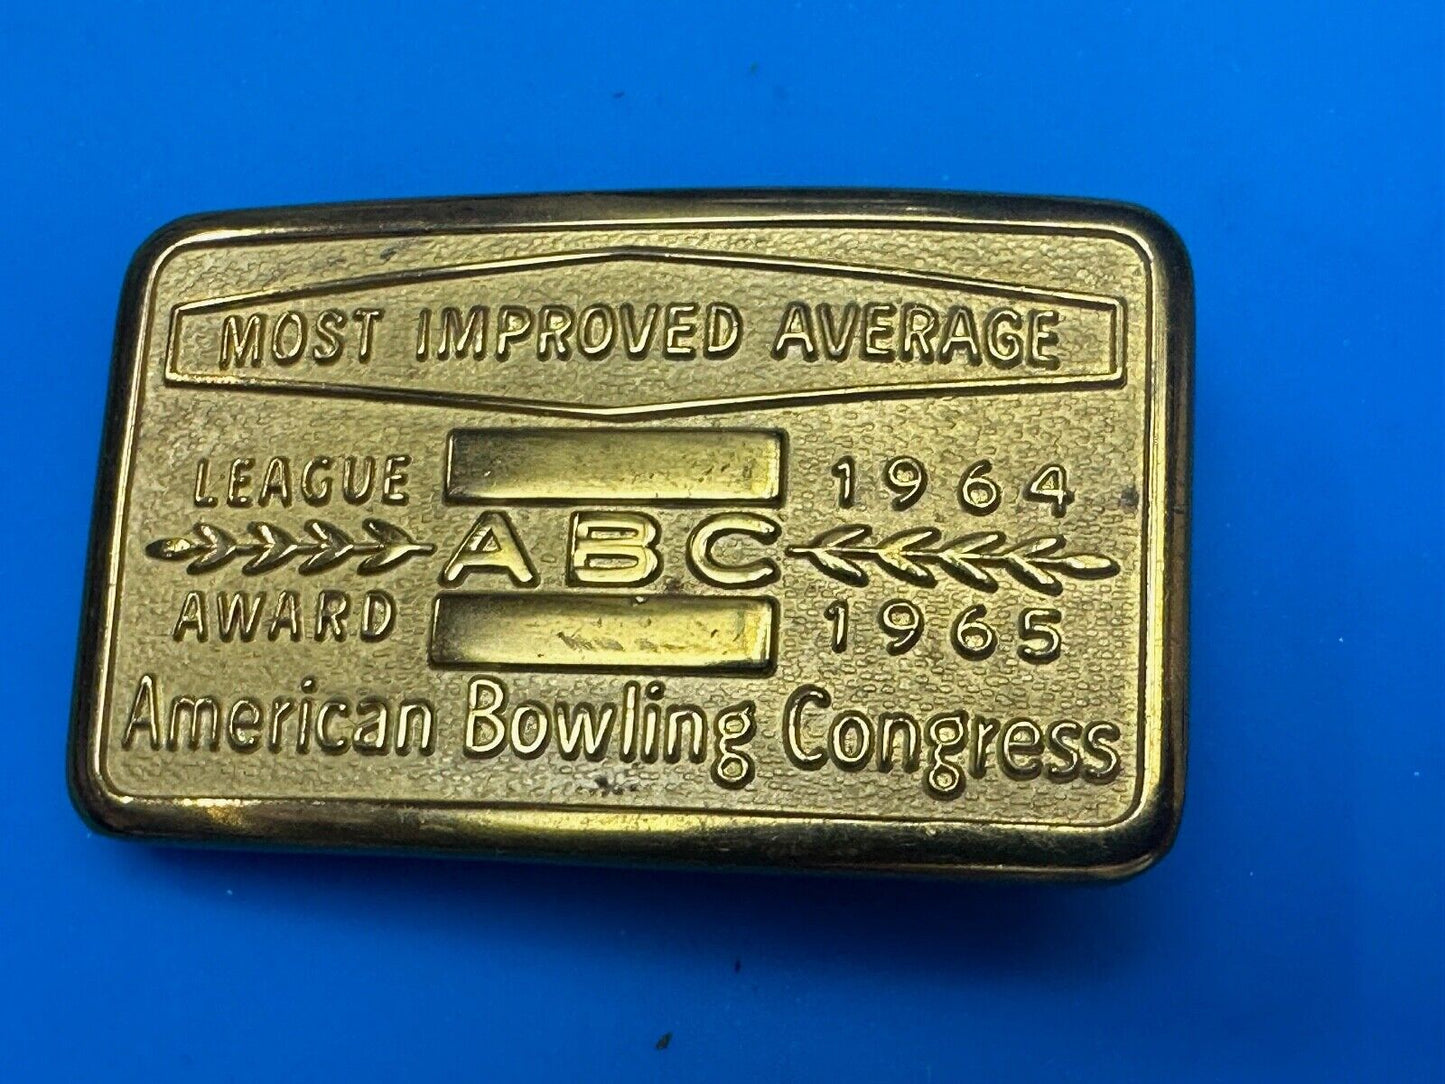 MOST IMPROVED AVERAGE
LEAGUE 1964
ABC
AWARD 1965
American Bowling Congress